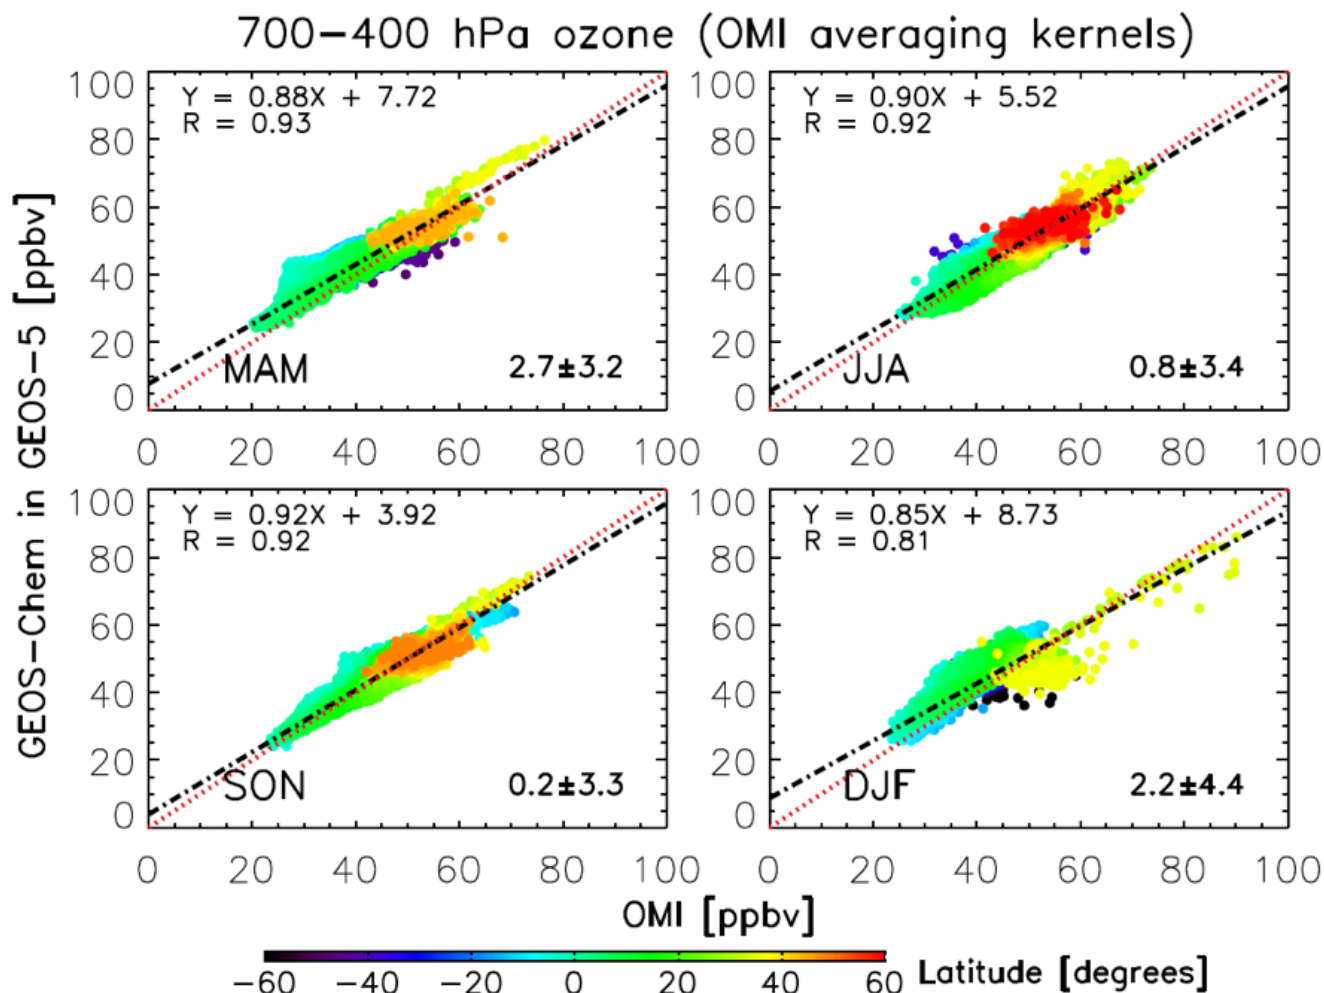 700−400 hPa ozone (OMI averaging kernels)
GEOS−Chem in GEOS−5 [ppbv]
100
80
60
40
20
0
Y = 0.88X + 7.72
R = 0.93
MAM
2.7±3.2
0 20 40 60 80 100
100
80
60
40
20
0
Y = 0.90X + 5.52
R = 0.92
JJA
0.8±3.4
0 20 40 60 80 100
100
80
60
40
20
0
Y = 0.92X + 3.92
R = 0.92
SON
0.2±3.3
0 20 40 60 80 100
100
80
60
40
20
0
Y = 0.85X + 8.73
R = 0.81
DJF
2.2±4.4
0 20 40 60 80 100
OMI [ppbv]
−60 −40 −20 0 20 40 60
Latitude [degrees]